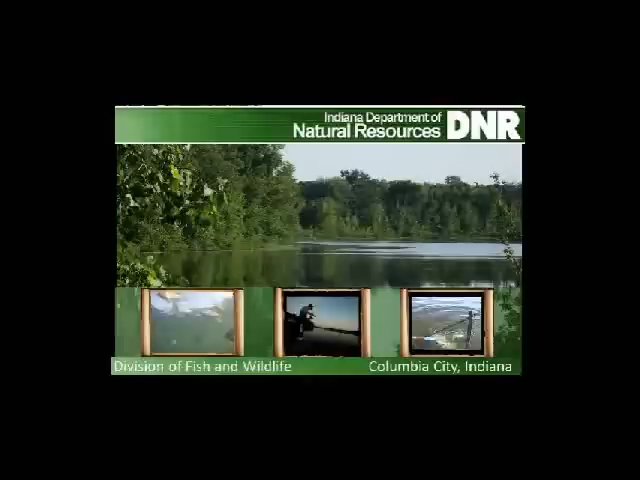 Indiana Department of
Natural Resources DNR
Division of Fish and Wildlife
Columbia City, Indiana